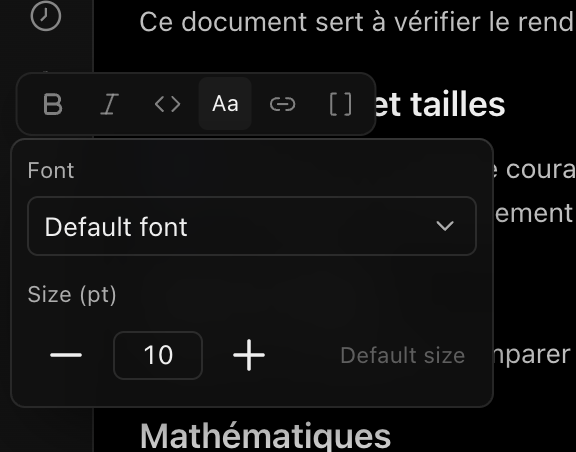 Ce document sert à vérifier le rend
B I <> Aa []
et tailles
Font
coura
Default font
ement
Size (pt)
10
Default size
mparer
Mathématiques